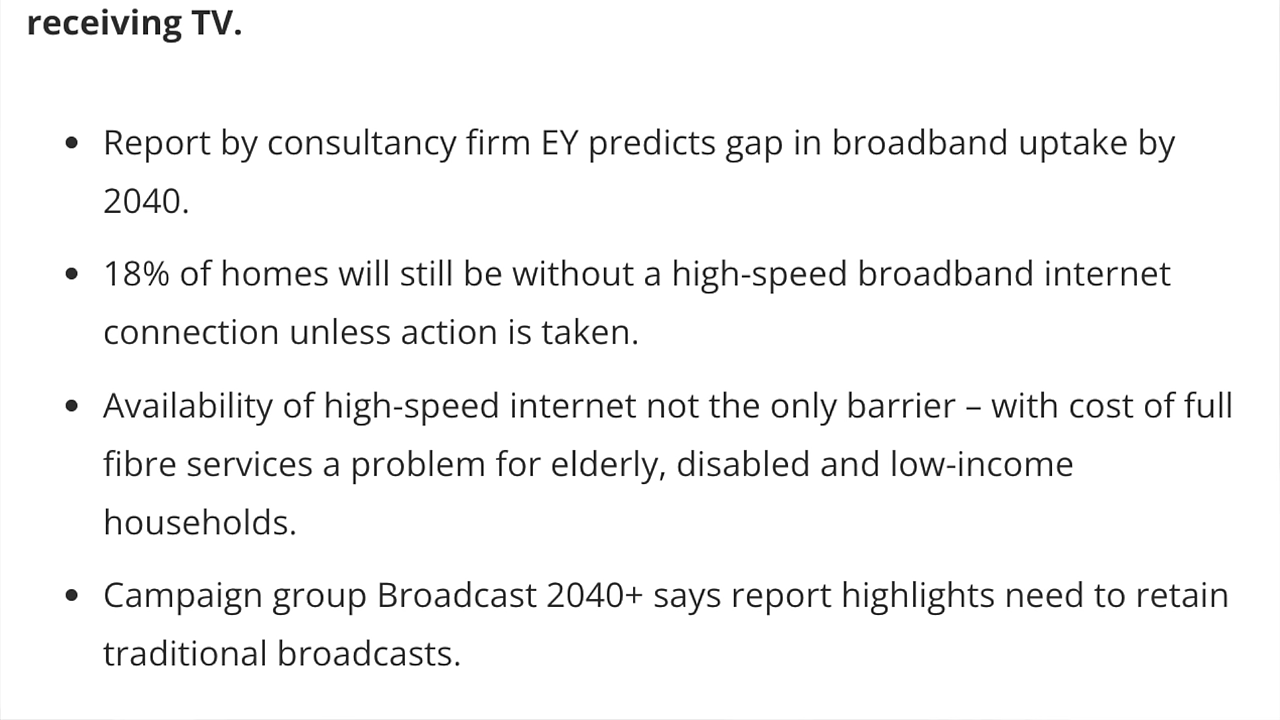 receiving TV.
• Report by consultancy firm EY predicts gap in broadband uptake by
2040.
• 18% of homes will still be without a high-speed broadband internet
connection unless action is taken.
• Availability of high-speed internet not the only barrier – with cost of full
fibre services a problem for elderly, disabled and low-income
households.
• Campaign group Broadcast 2040+ says report highlights need to retain
traditional broadcasts.